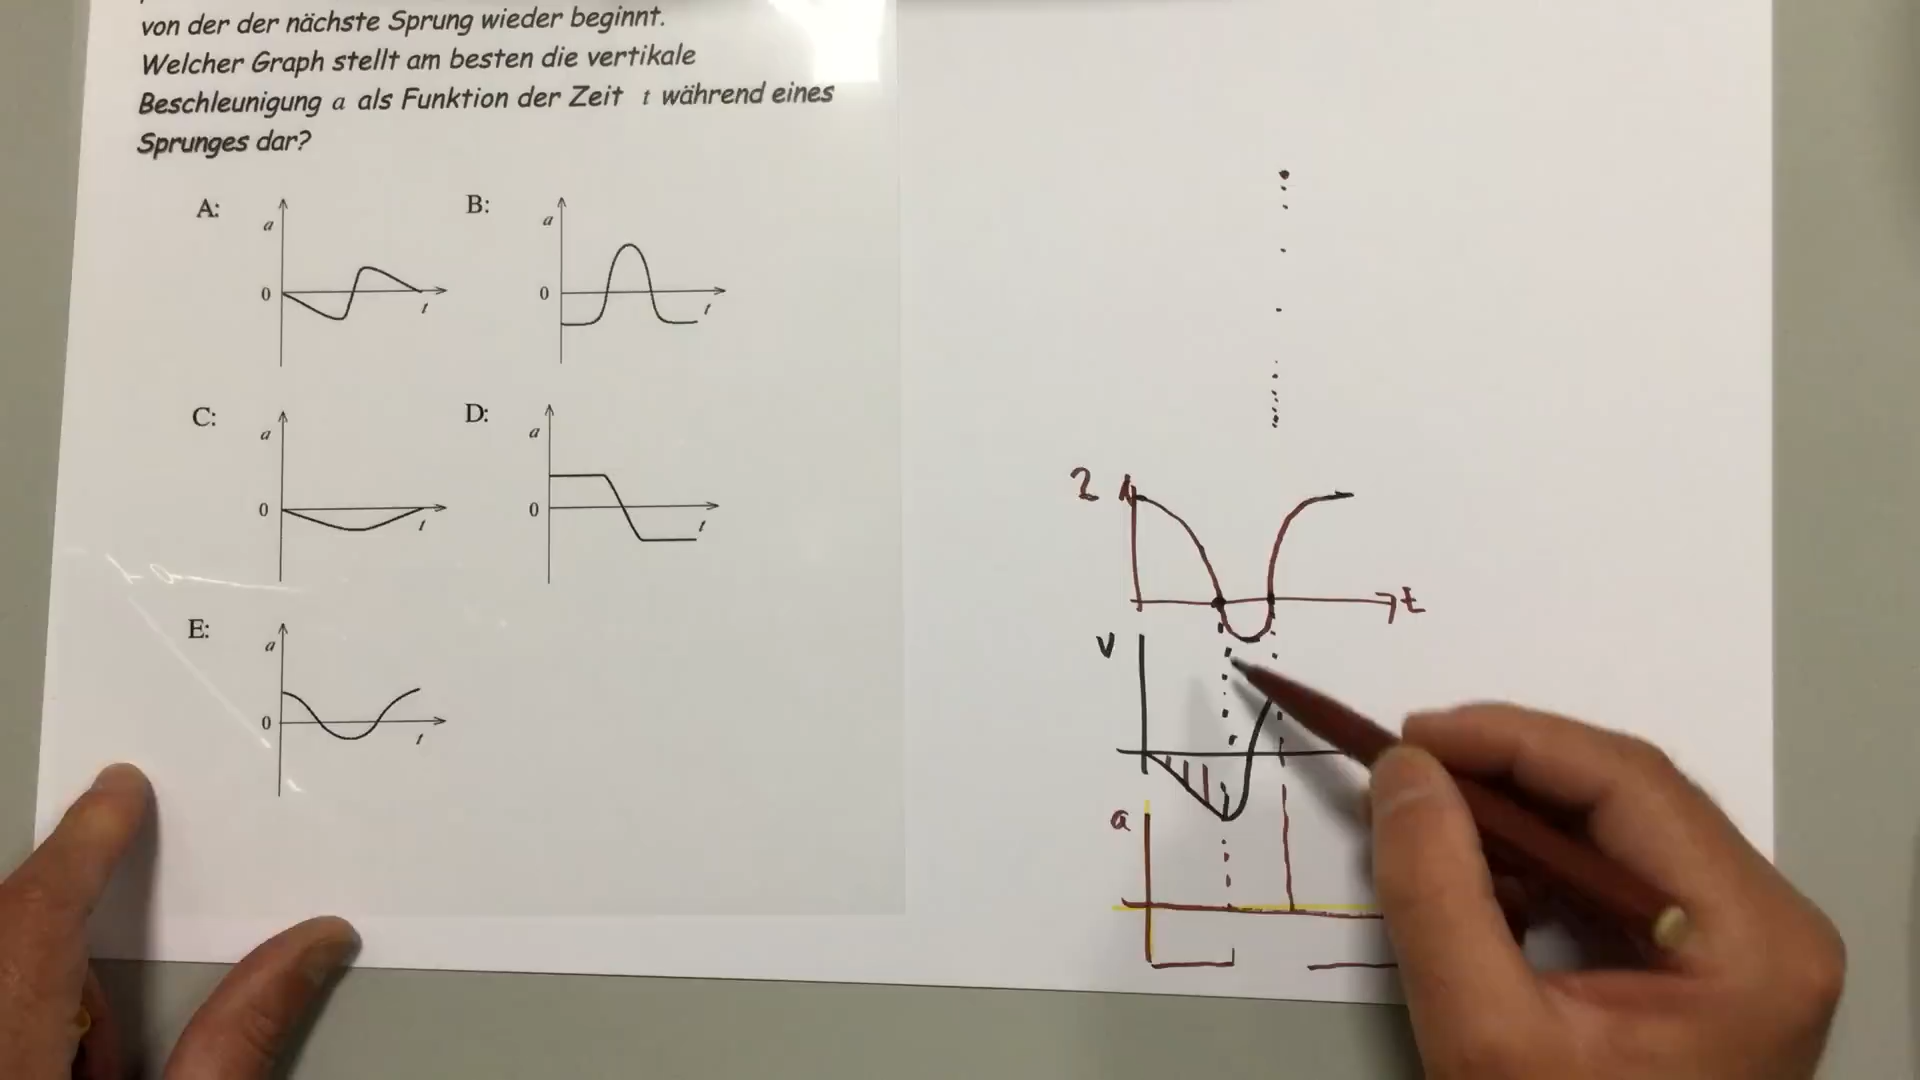 von der der nächste Sprung wieder beginnt.
Welcher Graph stellt am besten die vertikale
Beschleunigung a als Funktion der Zeit t während eines
Sprunges dar?
A:
a
0
t
B:
a
0
t
C:
a
0
t
D:
a
0
t
E:
a
0
t
z
t
v
a